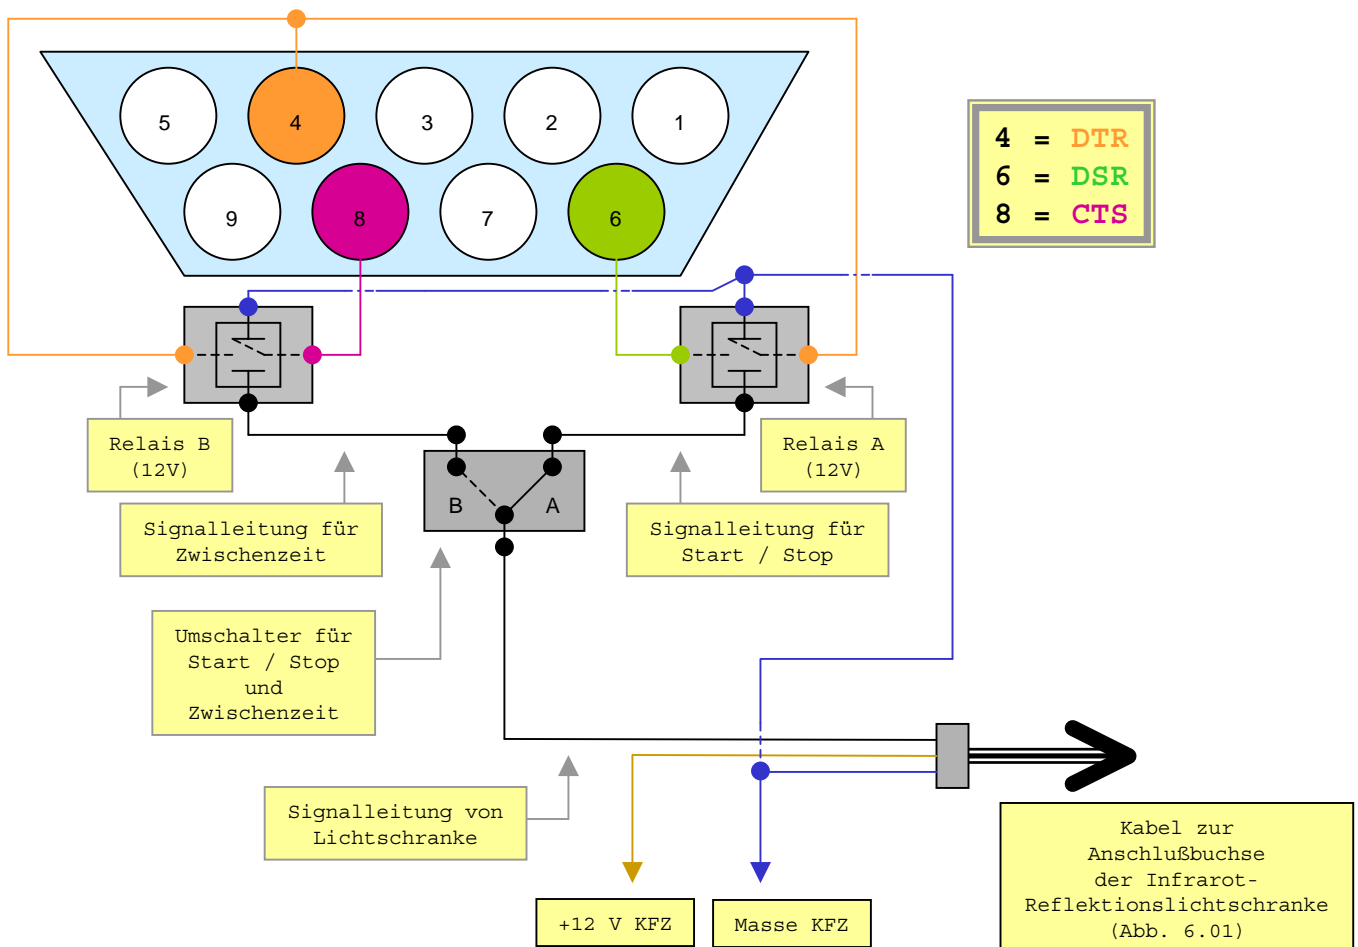 5 4 3 2 1
9 8 7 6
4 = DTR
6 = DSR
8 = CTS
Relais B
(12V)
Relais A
(12V)
B A
Signalleitung für
Zwischenzeit
Signalleitung für
Start / Stop
Umschalter für
Start / Stop
und
Zwischenzeit
Signalleitung von
Lichtschranke
Kabel zur
Anschlußbuchse
der Infrarot-
Reflektionslichtschranke
(Abb. 6.01)
+12 V KFZ
Masse KFZ